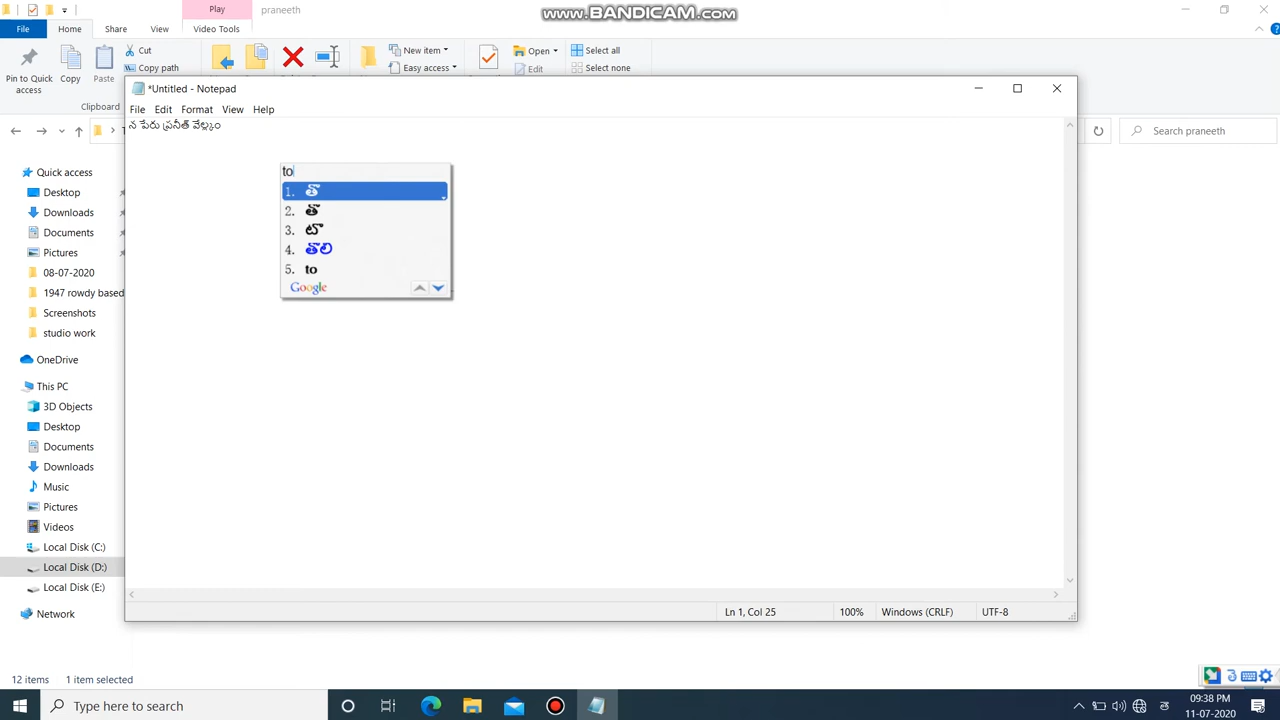 Play
praneeth
www.BANDICAM.com
File
Home
Share
View
Video Tools
Pin to Quick access
Copy
Paste
Cut
Copy path
Clipboard
New item
Easy access
Open
Edit
Select all
Select none
*Untitled - Notepad
File Edit Format View Help
న పేరు ప్రనీత్ వేల్కం
to
1. తొ
2. తో
3. టొ
4. తొలి
5. to
Google
Search praneeth
Quick access
Desktop
Downloads
Documents
Pictures
08-07-2020
1947 rowdy based
Screenshots
studio work
OneDrive
This PC
3D Objects
Desktop
Documents
Downloads
Music
Pictures
Videos
Local Disk (C:)
Local Disk (D:)
Local Disk (E:)
Network
Ln 1, Col 25
100%
Windows (CRLF)
UTF-8
12 items 1 item selected
Type here to search
09:38 PM
11-07-2020